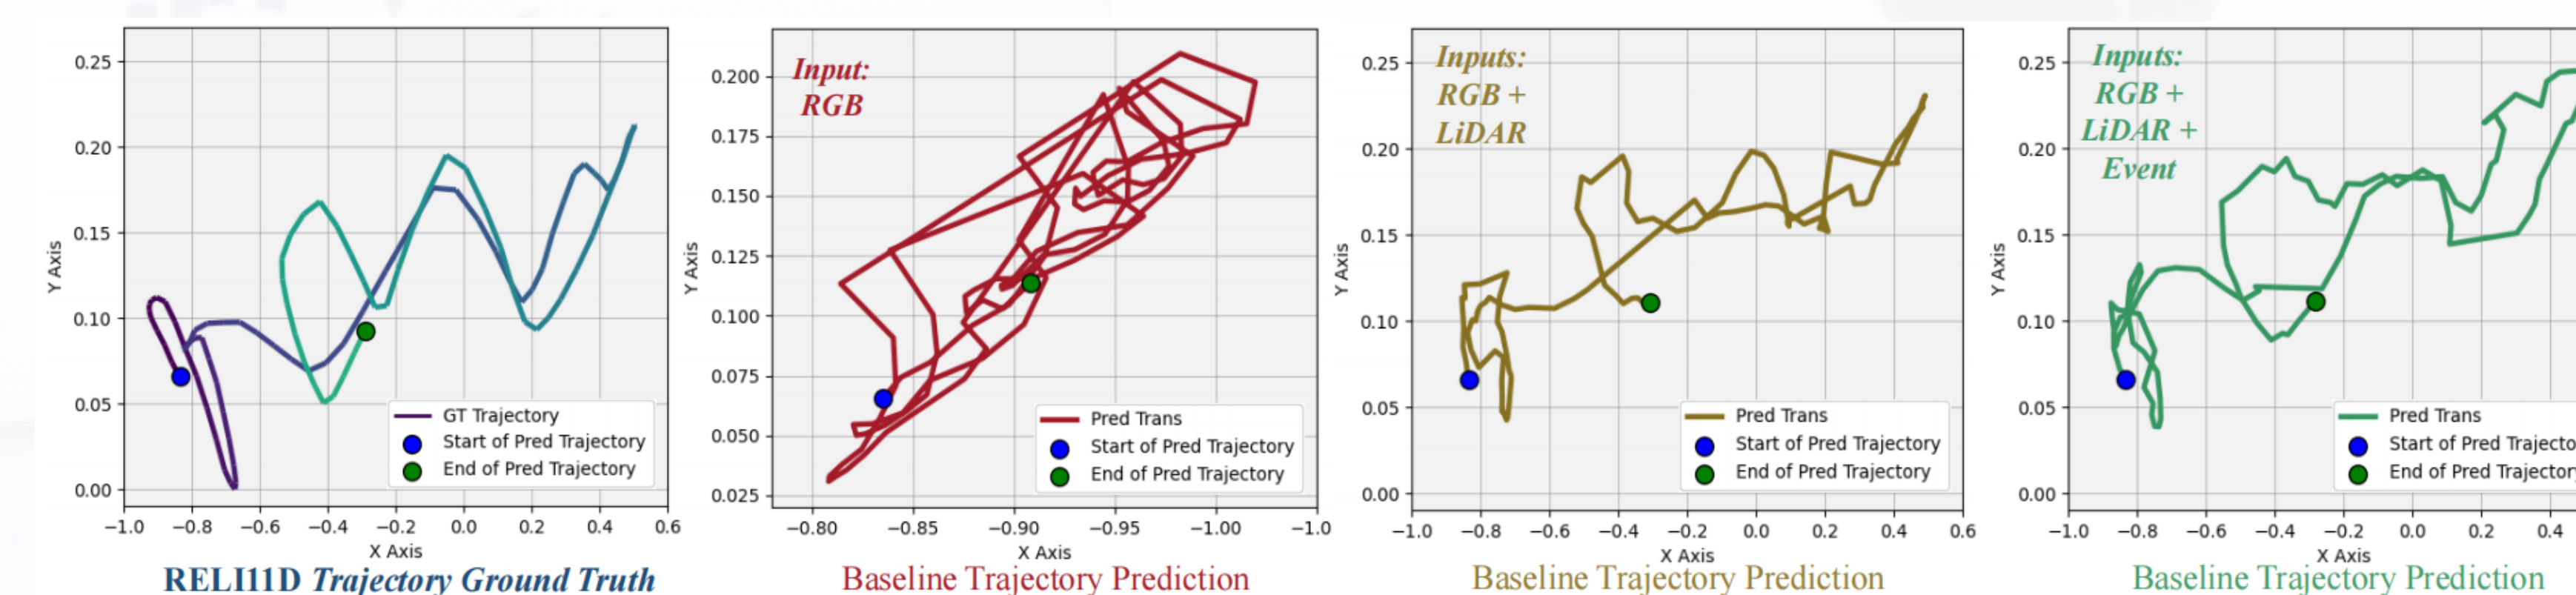 0.25
0.20
0.15
0.10
0.05
0.00
Y Axis
−1.0 −0.8 −0.6 −0.4 −0.2 0.0 0.2 0.4 0.6
X Axis
GT Trajectory
Start of Pred Trajectory
End of Pred Trajectory
RELI11D Trajectory Ground Truth
Input:
RGB
0.200
0.175
0.150
0.125
0.100
0.075
0.050
0.025
Y Axis
−0.80 −0.85 −0.90 −0.95 −1.00 −1.0
X Axis
Pred Trans
Start of Pred Trajectory
End of Pred Trajectory
Baseline Trajectory Prediction
Inputs:
RGB +
LiDAR
0.25
0.20
0.15
0.10
0.05
0.00
Y Axis
−1.0 −0.8 −0.6 −0.4 −0.2 0.0 0.2 0.4 0.6
X Axis
Pred Trans
Start of Pred Trajectory
End of Pred Trajectory
Baseline Trajectory Prediction
Inputs:
RGB +
LiDAR +
Event
0.25
0.20
0.15
0.10
0.05
0.00
Y Axis
−1.0 −0.8 −0.6 −0.4 −0.2 0.0 0.2 0.4
X Axis
Pred Trans
Start of Pred Trajecto
End of Pred Trajectory
Baseline Trajectory Prediction